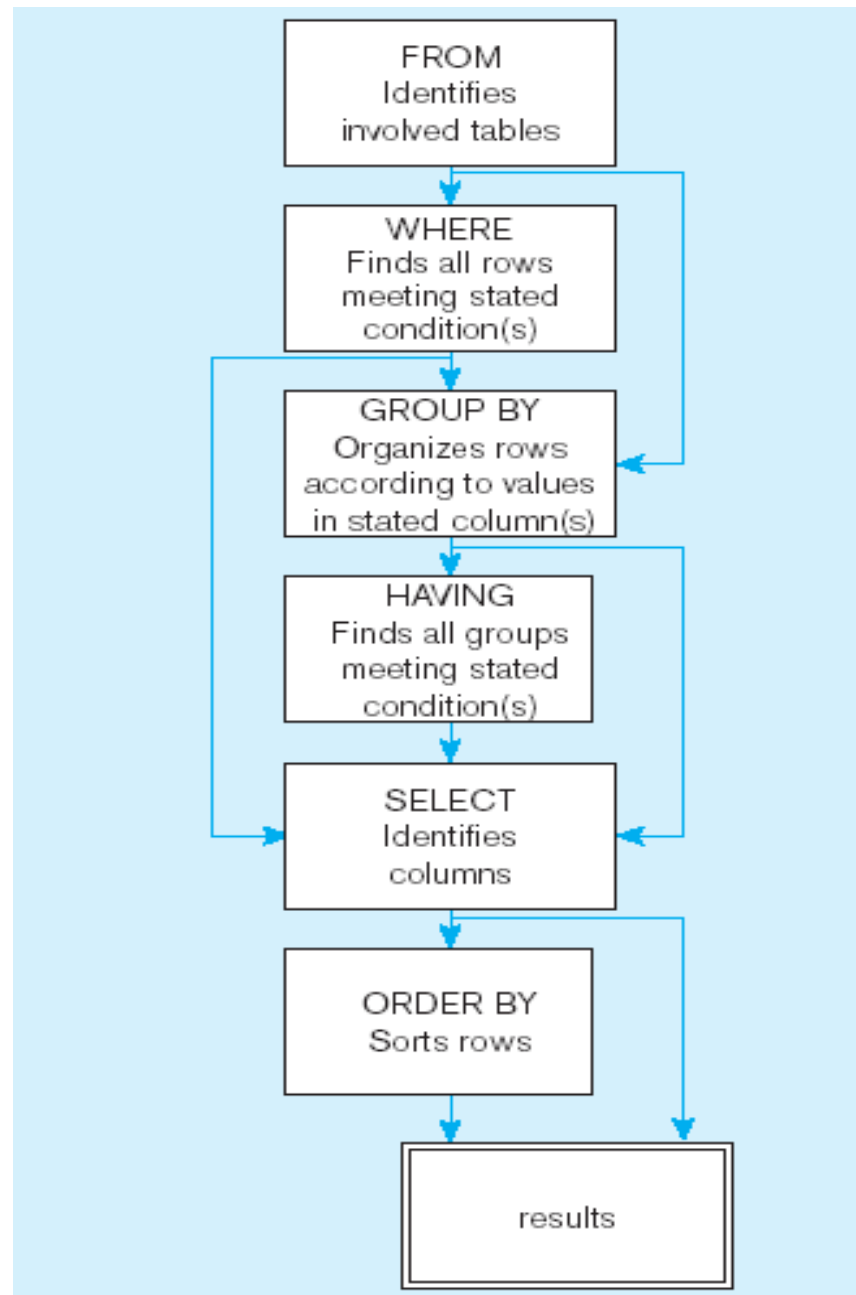 FROM
Identifies
involved tables
WHERE
Finds all rows
meeting stated
condition(s)
GROUP BY
Organizes rows
according to values
in stated column(s)
HAVING
Finds all groups
meeting stated
condition(s)
SELECT
Identifies
columns
ORDER BY
Sorts rows
results